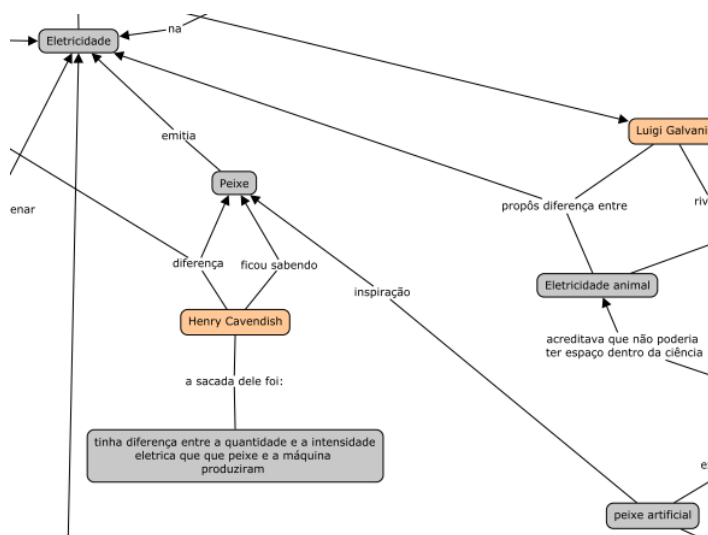 na
Eletricidade
Luigi Galvani
emitia
Peixe
propôs diferença entre
riv
enar
diferença
ficou sabendo
Eletricidade animal
inspiração
Henry Cavendish
acreditava que não poderia
ter espaço dentro da ciência
a sacada dele foi:
tinha diferença entre a quantidade e a intensidade
eletrica que que peixe e a máquina
produziram
peixe artificial